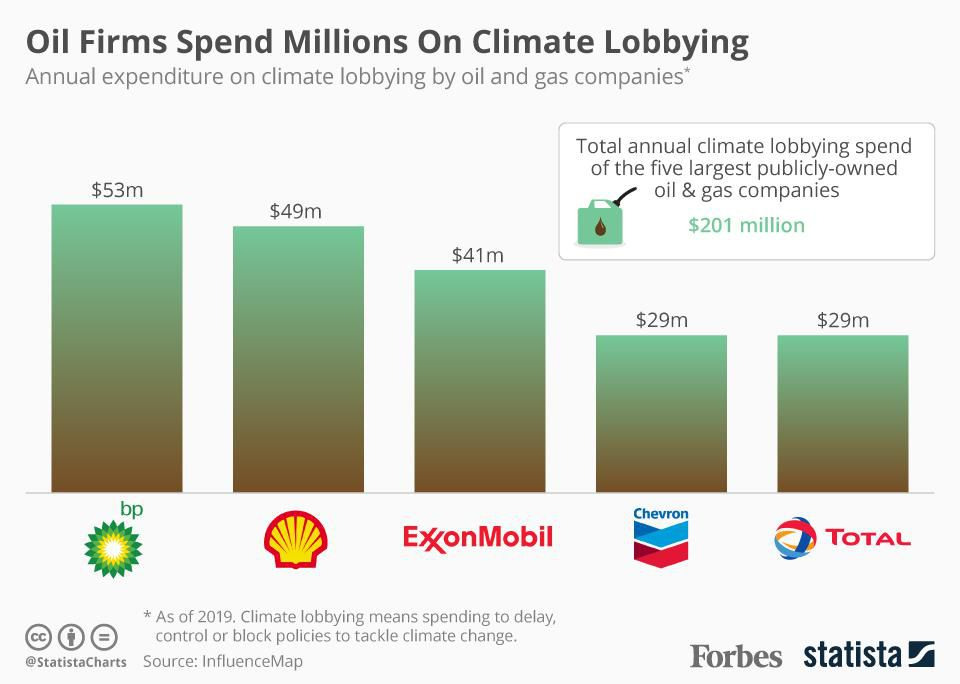 Oil Firms Spend Millions On Climate Lobbying
Annual expenditure on climate lobbying by oil and gas companies*
Total annual climate lobbying spend
of the five largest publicly-owned
oil & gas companies
$201 million
$53m
$49m
$41m
$29m
$29m
bp
ExxonMobil
Chevron
TOTAL
* As of 2019. Climate lobbying means spending to delay,
control or block policies to tackle climate change.
cc
@StatistaCharts
Source: InfluenceMap
Forbes
statista